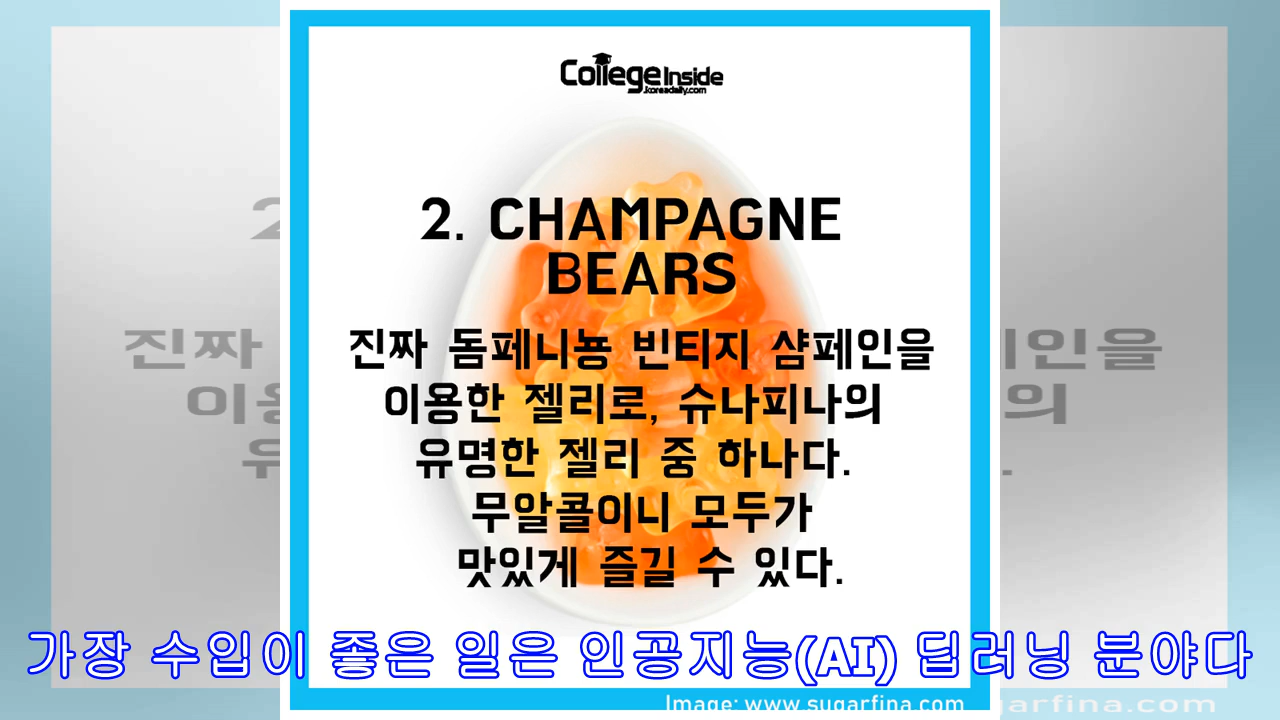 College Inside
.koreadaily.com
2. CHAMPAGNE
BEARS
진짜 돔페니뇽 빈티지 샴페인을
이용한 젤리로, 슈나피나의
유명한 젤리 중 하나다.
무알콜이니 모두가
맛있게 즐길 수 있다.
가장 수입이 좋은 일은 인공지능(AI) 딥러닝 분야다
Image: www.sugarfina.com